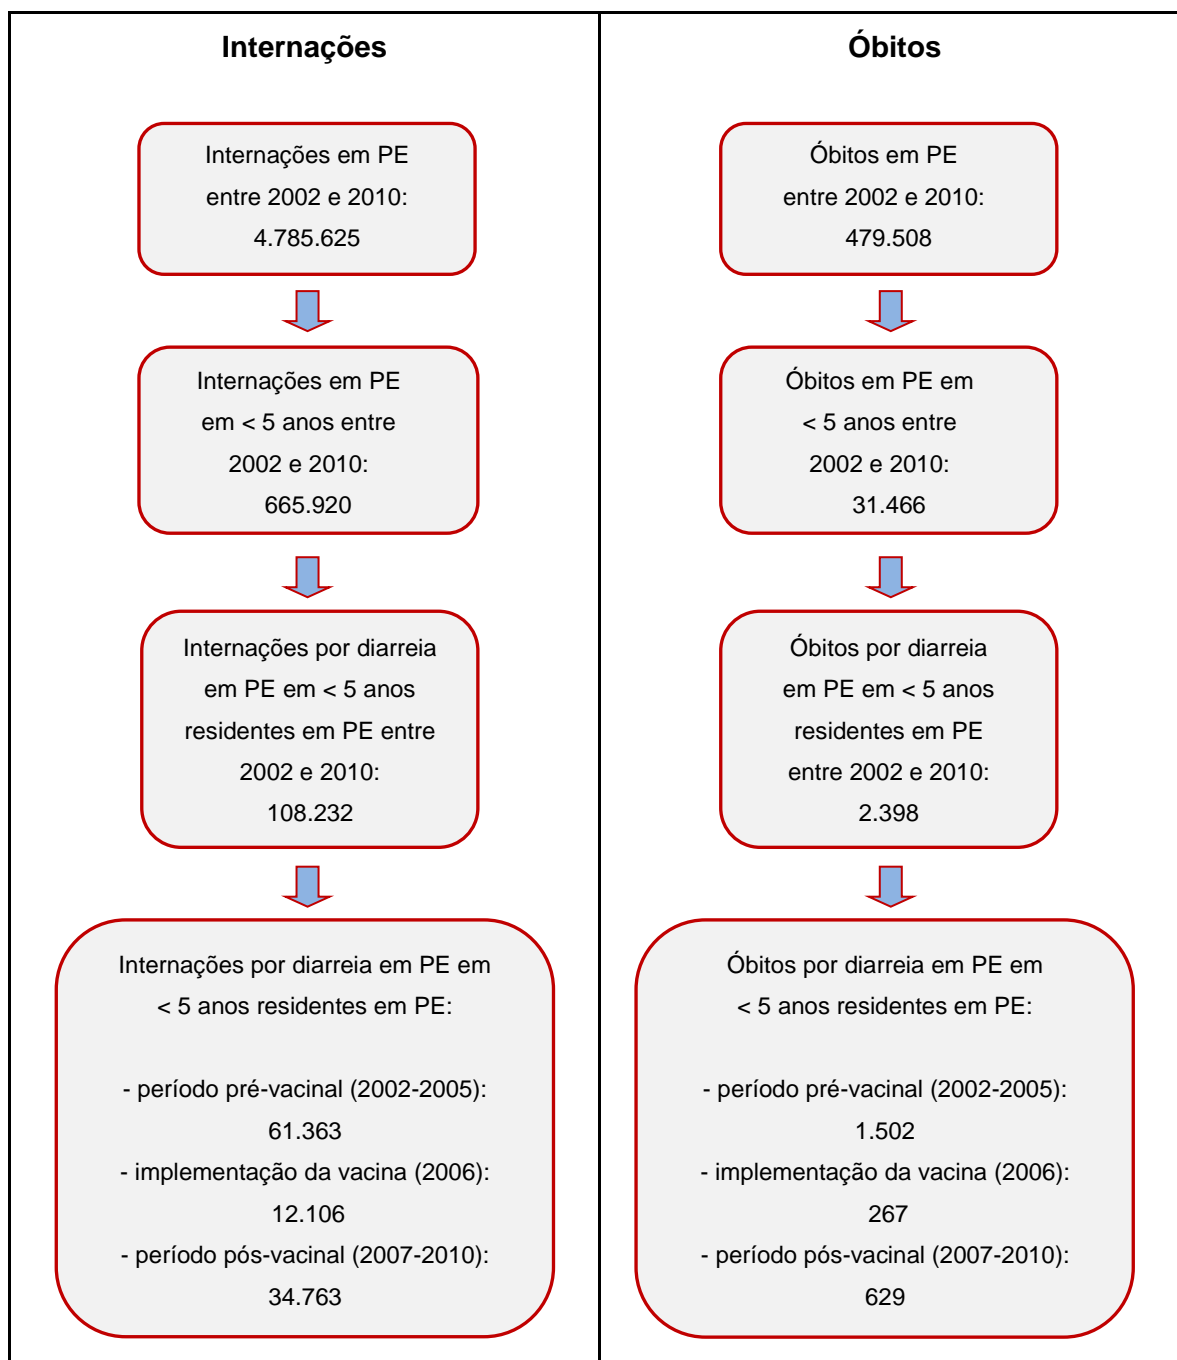 Internações
Internações em PE
entre 2002 e 2010:
4.785.625
Internações em PE
em < 5 anos entre
2002 e 2010:
665.920
Internações por diarreia
em PE em < 5 anos
residentes em PE entre
2002 e 2010:
108.232
Internações por diarreia em PE em
< 5 anos residentes em PE:
- período pré-vacinal (2002-2005):
61.363
- implementação da vacina (2006):
12.106
- período pós-vacinal (2007-2010):
34.763
Óbitos
Óbitos em PE
entre 2002 e 2010:
479.508
Óbitos em PE em
< 5 anos entre
2002 e 2010:
31.466
Óbitos por diarreia
em PE em < 5 anos
residentes em PE
entre 2002 e 2010:
2.398
Óbitos por diarreia em PE em
< 5 anos residentes em PE:
- período pré-vacinal (2002-2005):
1.502
- implementação da vacina (2006):
267
- período pós-vacinal (2007-2010):
629